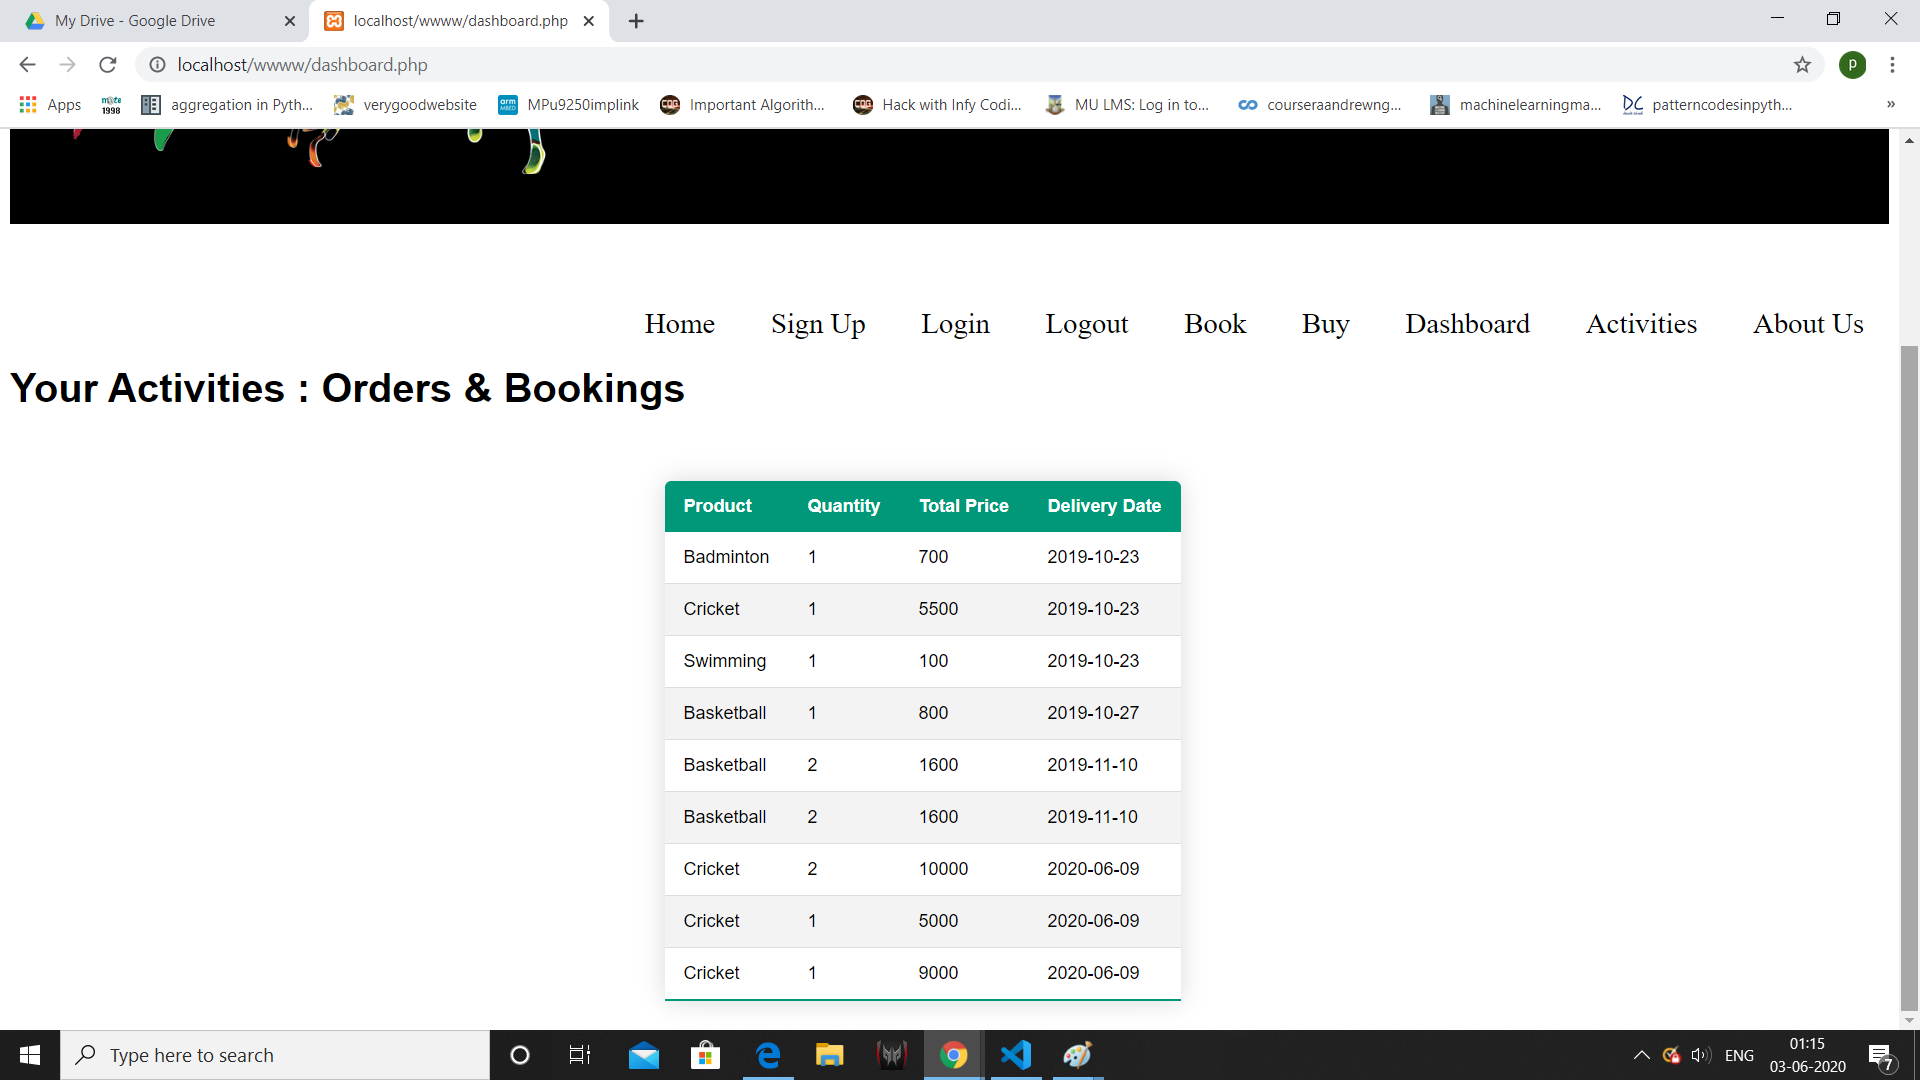 My Drive - Google Drive
localhost/wwww/dashboard.php
localhost/wwww/dashboard.php
P
Apps
aggregation in Pyth...
verygoodwebsite
arm MBED
MPu9250implink
Important Algorith...
Hack with Infy Codi...
MU LMS: Log in to...
courseraandrewng...
machinelearningma...
patterncodesinpyth...
Home Sign Up Login Logout Book Buy Dashboard Activities About Us
Your Activities : Orders & Bookings
Product Quantity Total Price Delivery Date
Badminton 1 700 2019-10-23
Cricket 1 5500 2019-10-23
Swimming 1 100 2019-10-23
Basketball 1 800 2019-10-27
Basketball 2 1600 2019-11-10
Basketball 2 1600 2019-11-10
Cricket 2 10000 2020-06-09
Cricket 1 5000 2020-06-09
Cricket 1 9000 2020-06-09
Type here to search
ENG
01:15
03-06-2020
7